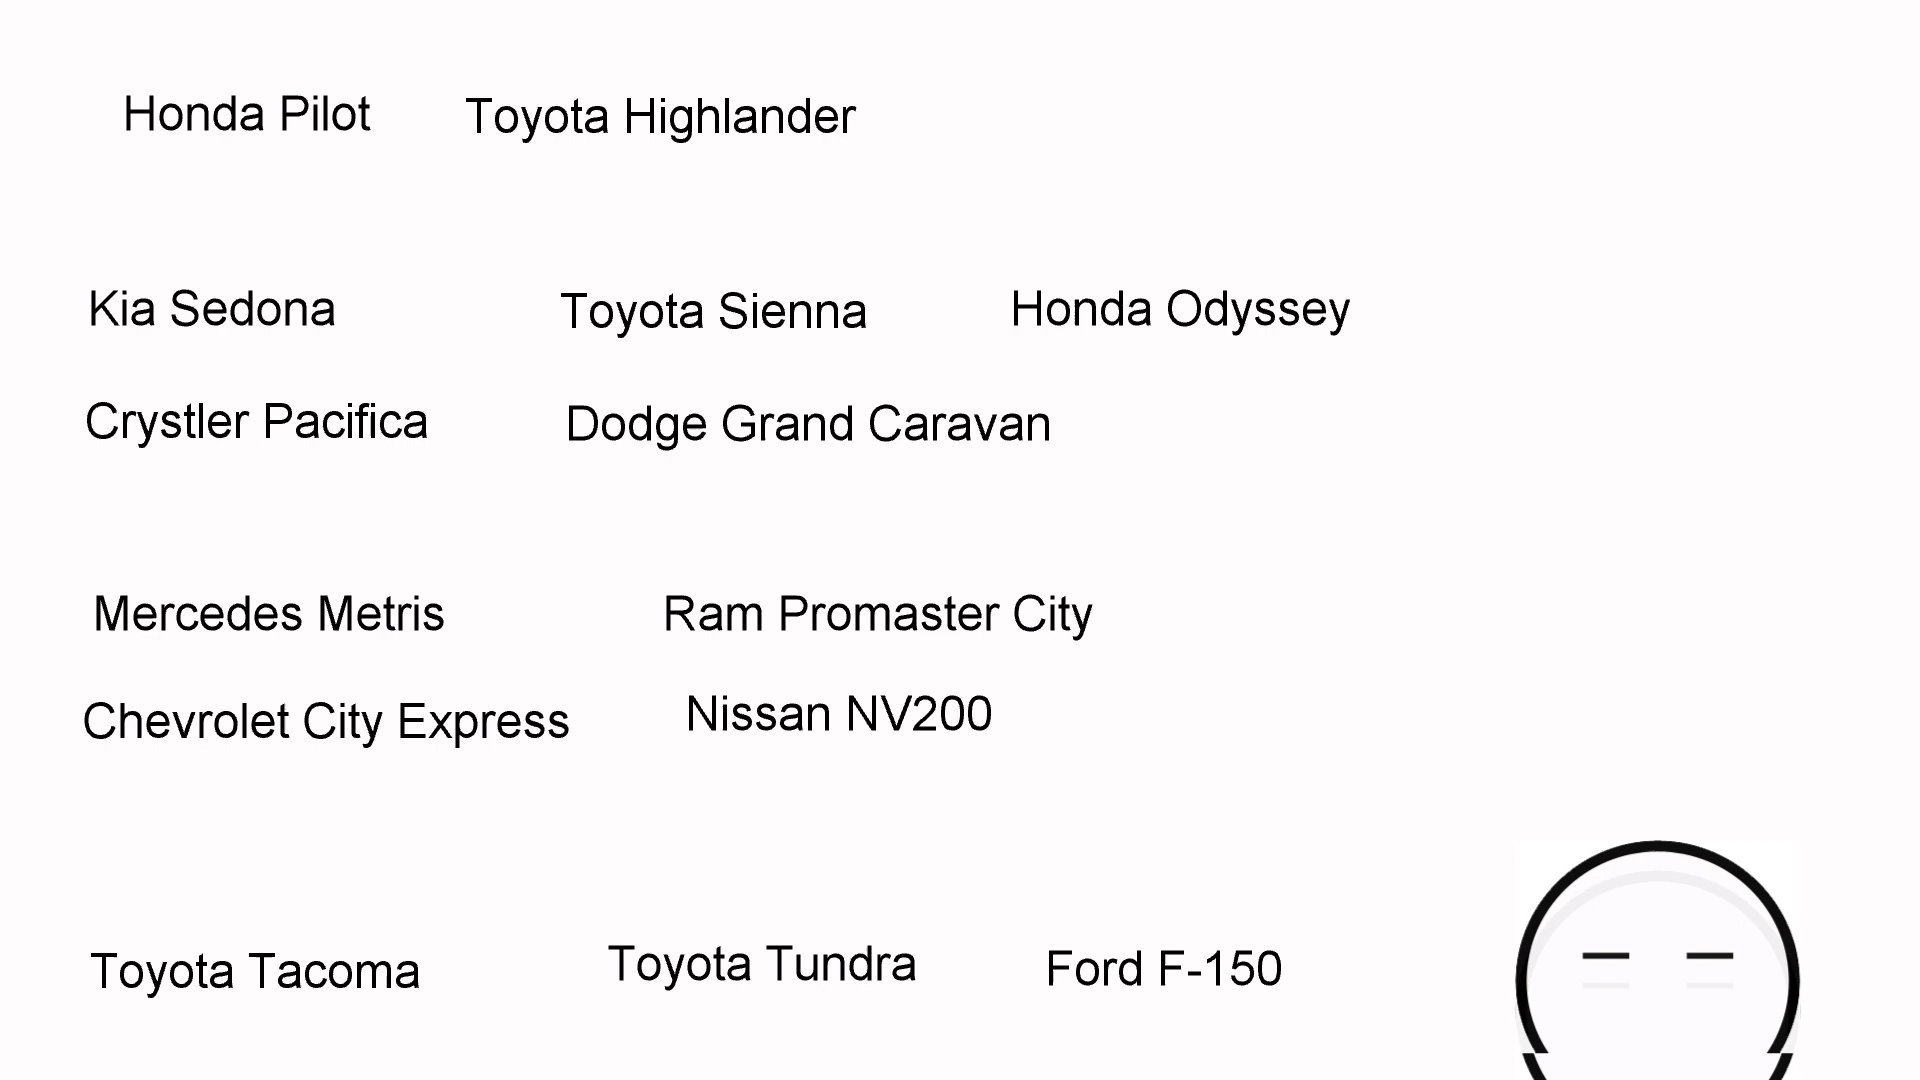 Honda Pilot Toyota Highlander
Kia Sedona Toyota Sienna Honda Odyssey
Crystler Pacifica Dodge Grand Caravan
Mercedes Metris Ram Promaster City
Chevrolet City Express Nissan NV200
Toyota Tacoma Toyota Tundra Ford F-150